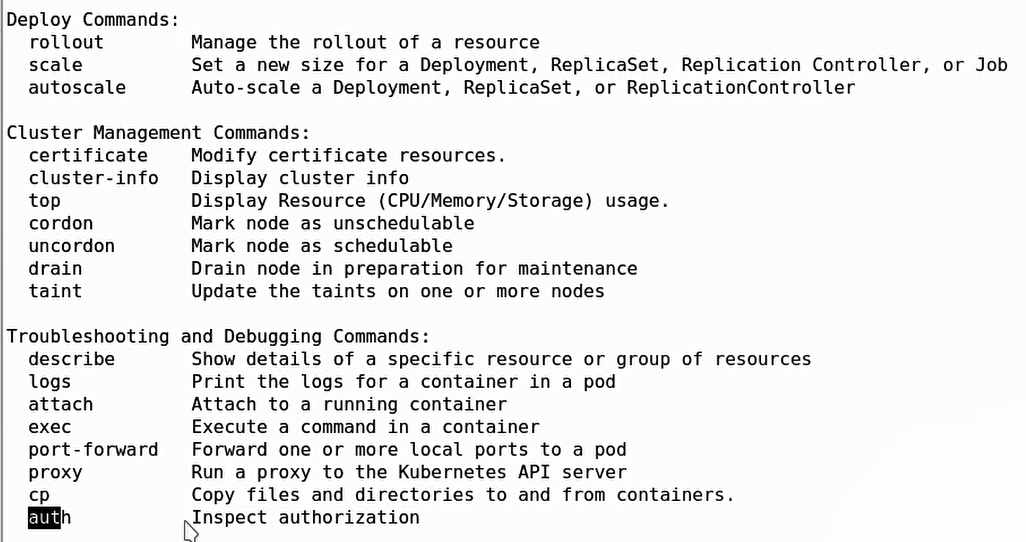 Deploy Commands:
  rollout        Manage the rollout of a resource
  scale          Set a new size for a Deployment, ReplicaSet, Replication Controller, or Job
  autoscale      Auto-scale a Deployment, ReplicaSet, or ReplicationController

Cluster Management Commands:
  certificate    Modify certificate resources.
  cluster-info   Display cluster info
  top            Display Resource (CPU/Memory/Storage) usage.
  cordon         Mark node as unschedulable
  uncordon       Mark node as schedulable
  drain          Drain node in preparation for maintenance
  taint          Update the taints on one or more nodes

Troubleshooting and Debugging Commands:
  describe       Show details of a specific resource or group of resources
  logs           Print the logs for a container in a pod
  attach         Attach to a running container
  exec           Execute a command in a container
  port-forward   Forward one or more local ports to a pod
  proxy          Run a proxy to the Kubernetes API server
  cp             Copy files and directories to and from containers.
  auth           Inspect authorization